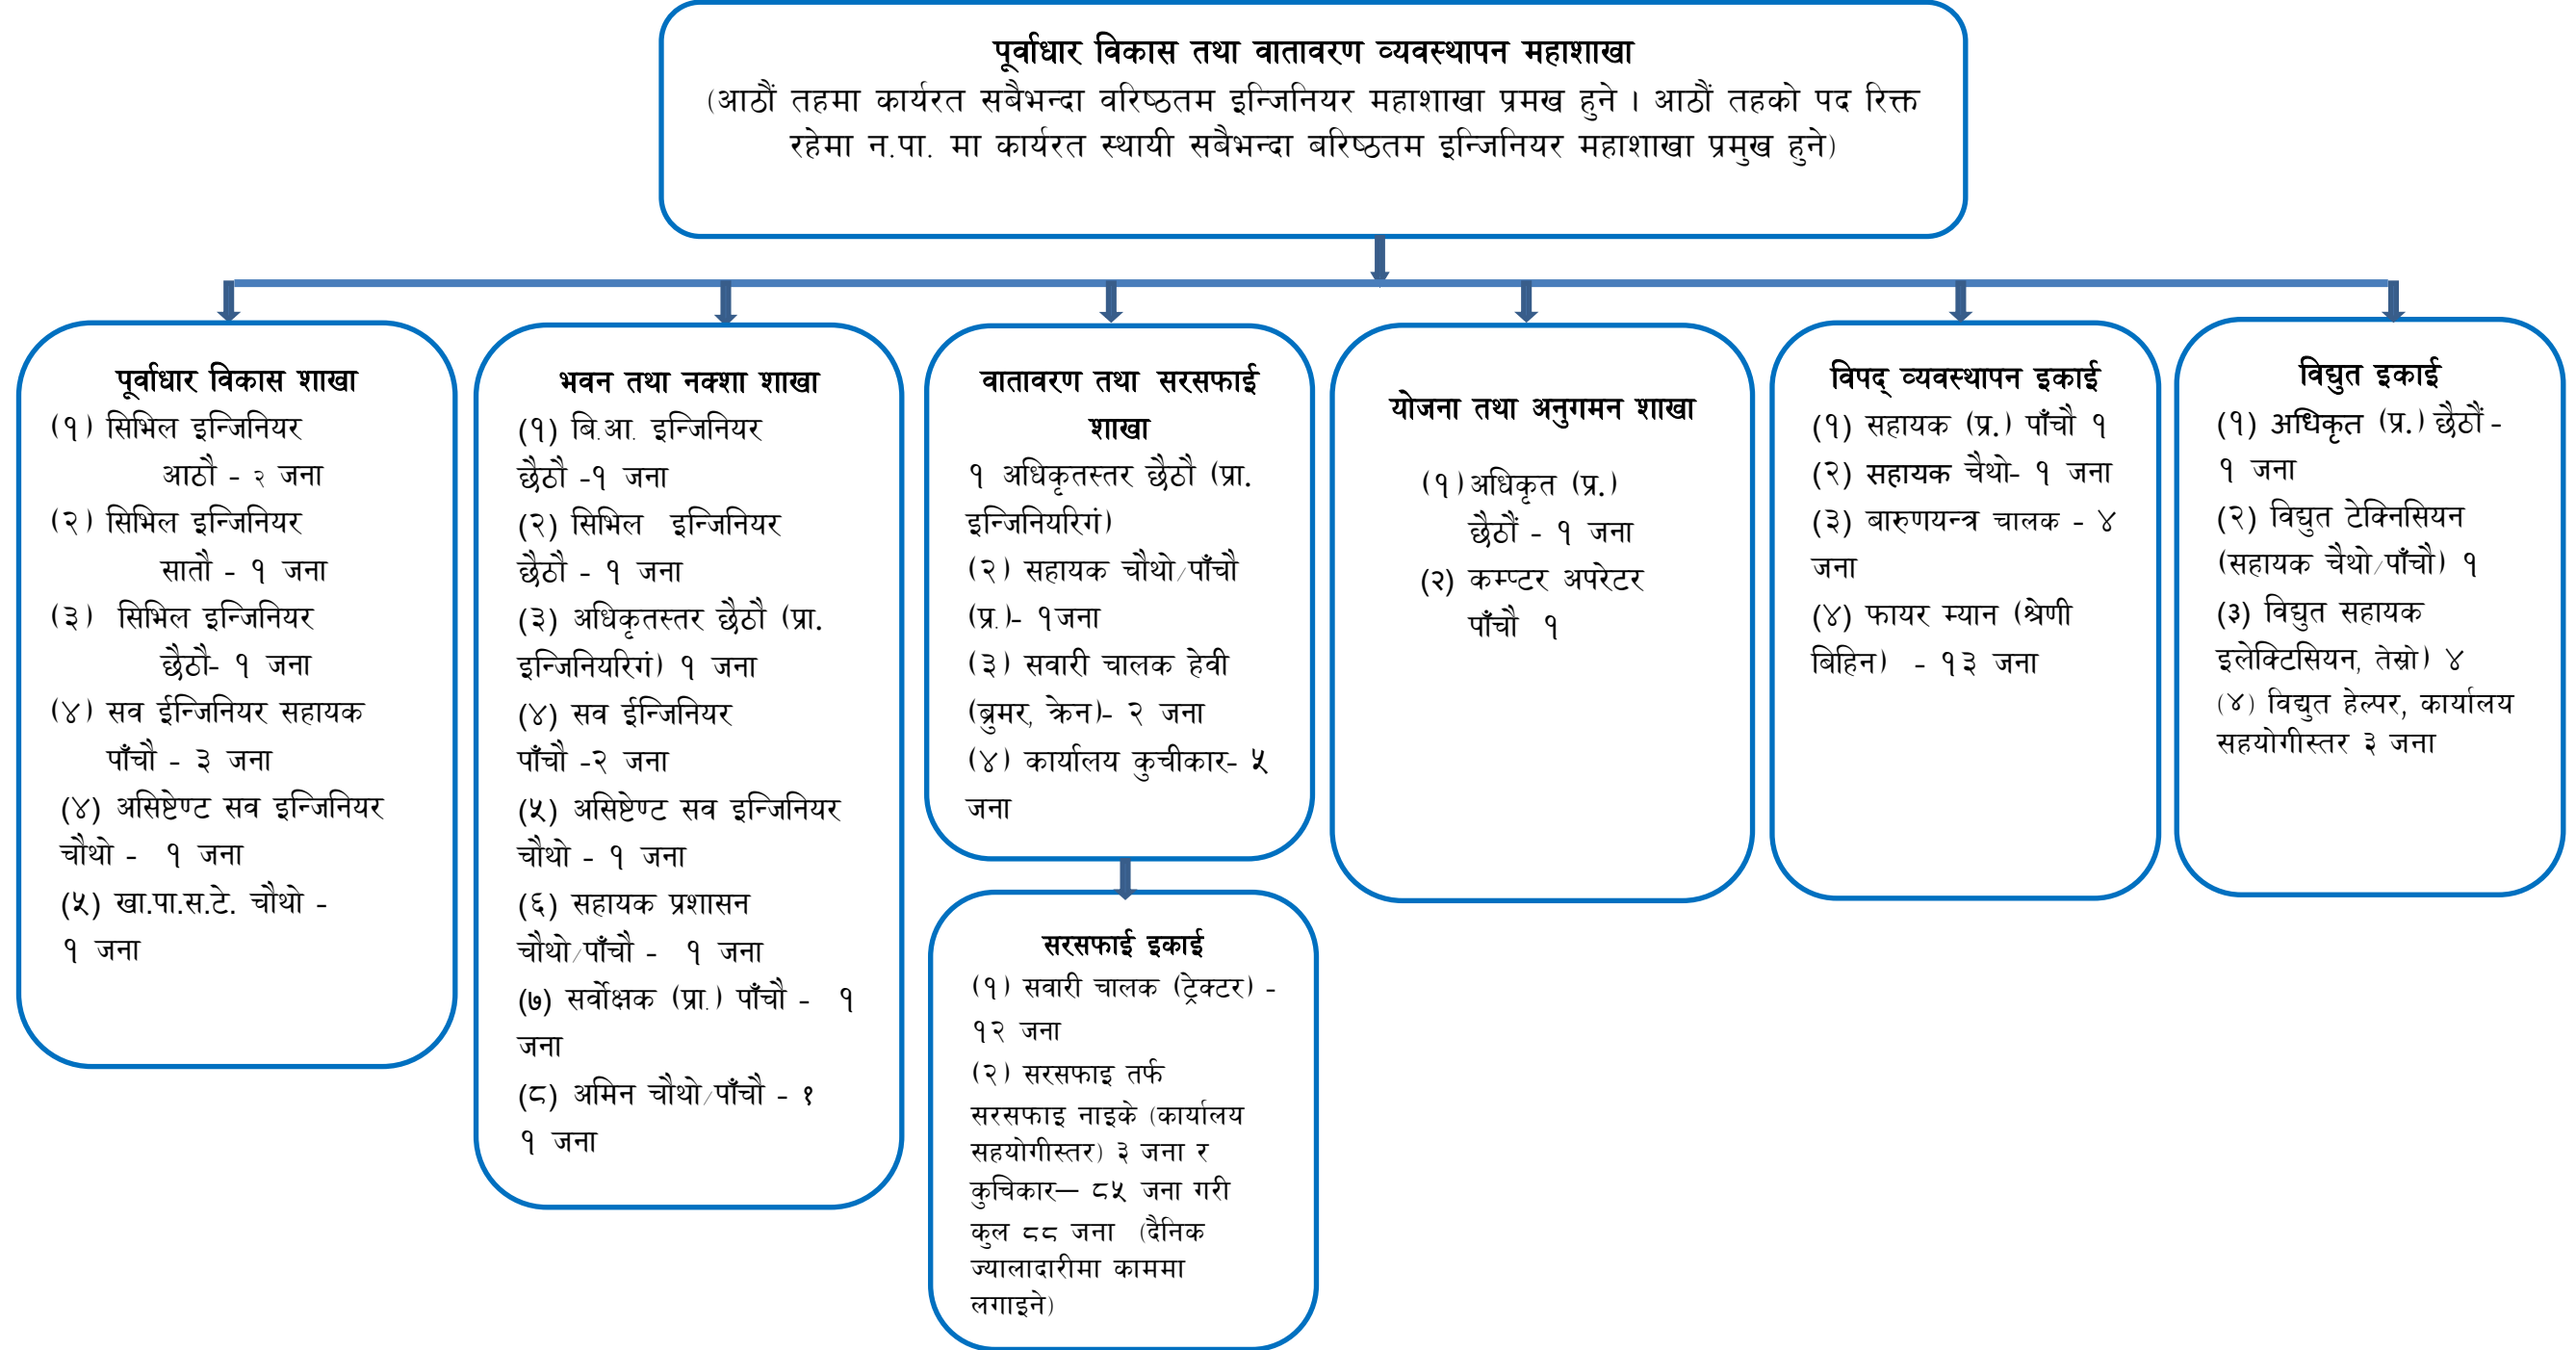 पूर्वाधार विकास तथा वातावरण व्यवस्थापन महाशाखा
(आठौं तहमा कार्यरत सबैभन्दा वरिष्ठतम इन्जिनियर महाशाखा प्रमख हुने । आठौं तहको पद रिक्त
रहेमा न.पा. मा कार्यरत स्थायी सबैभन्दा बरिष्ठतम इन्जिनियर महाशाखा प्रमुख हुने)
पूर्वाधार विकास शाखा
(१) सिभिल इन्जिनियर
आठौ - २ जना
(२) सिभिल इन्जिनियर
सातौ - १ जना
(३) सिभिल इन्जिनियर
छैठौ- १ जना
(४) सव ईन्जिनियर सहायक
पाँचौ - ३ जना
(४) असिष्टेण्ट सव इन्जिनियर
चौथो - १ जना
(५) खा.पा.स.टे. चौथो -
१ जना
भवन तथा नक्शा शाखा
(१) बि.आ. इन्जिनियर
छैठौ -१ जना
(२) सिभिल इन्जिनियर
छैठौ - १ जना
(३) अधिकृतस्तर छैठौ (प्रा.
इन्जिनियरिगं) १ जना
(४) सव ईन्जिनियर
पाँचौ -२ जना
(५) असिष्टेण्ट सव इन्जिनियर
चौथो - १ जना
(६) सहायक प्रशासन
चौथो/पाँचौ - १ जना
(७) सर्वोक्षक (प्रा.) पाँचौ - १
जना
(८) अमिन चौथो/पाँचौ - १
१ जना
वातावरण तथा सरसफाई
शाखा
१ अधिकृतस्तर छैठौ (प्रा.
इन्जिनियरिगं)
(२) सहायक चौथो/पाँचौ
(प्र.)- १जना
(३) सवारी चालक हेवी
(ब्रुमर, क्रेन)- २ जना
(४) कार्यालय कुचीकार- ५
जना
सरसफाई इकाई
(१) सवारी चालक (ट्रेक्टर) -
१२ जना
(२) सरसफाइ तर्फ
सरसफाइ नाइके (कार्यालय
सहयोगीस्तर) ३ जना र
कुचिकार— ८५ जना गरी
कुल ८८ जना (दैनिक
ज्यालादारीमा काममा
लगाइने)
योजना तथा अनुगमन शाखा
(१) अधिकृत (प्र.)
छैठौं - १ जना
(२) कम्प्टर अपरेटर
पाँचौ १
विपद् व्यवस्थापन इकाई
(१) सहायक (प्र.) पाँचौ १
(२) सहायक चैथो- १ जना
(३) बारुणयन्त्र चालक - ४
जना
(४) फायर म्यान (श्रेणी
बिहिन) - १३ जना
विद्युत इकाई
(१) अधिकृत (प्र.) छैठौं -
१ जना
(२) विद्युत टेक्निसियन
(सहायक चैथो/पाँचौ) १
(३) विद्युत सहायक
इलेक्टिसियन, तेस्रो) ४
(४) विद्युत हेल्पर, कार्यालय
सहयोगीस्तर ३ जना